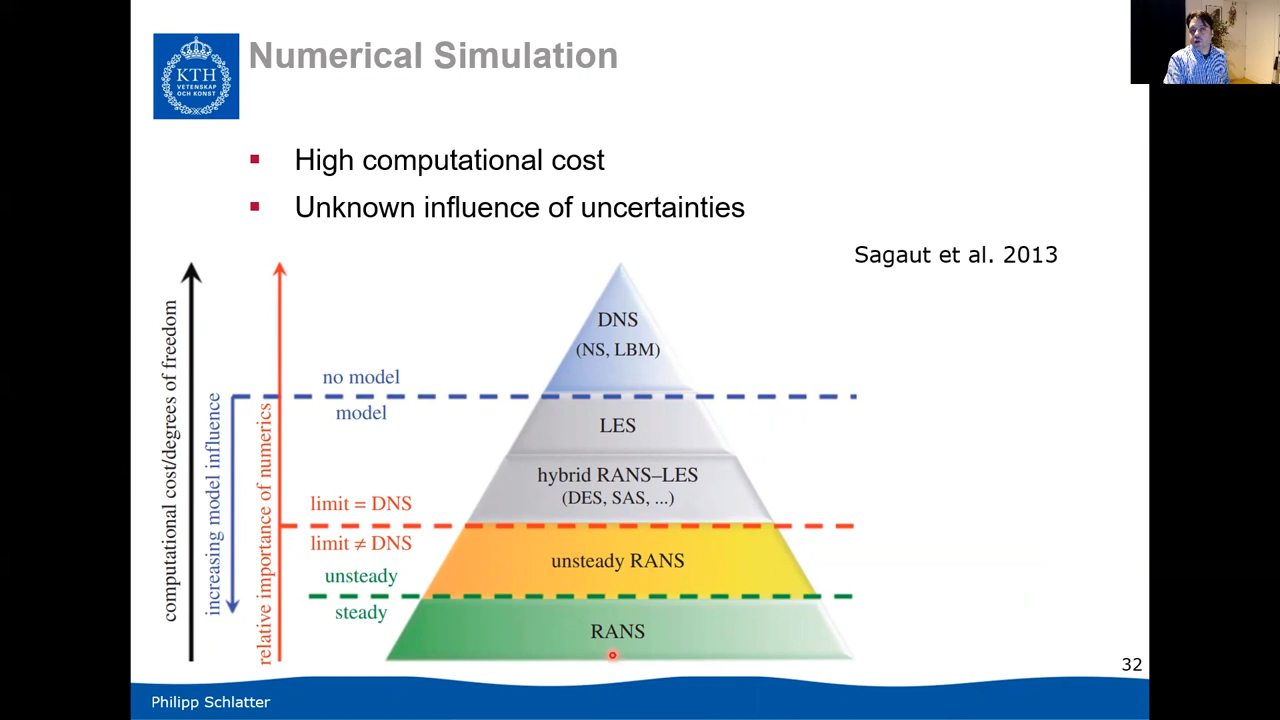 KTH
VETENSKAP
OCH KONST
Numerical Simulation
High computational cost
Unknown influence of uncertainties
Sagaut et al. 2013
computational cost/degrees of freedom
increasing model influence
relative importance of numerics
no model
model
limit = DNS
limit ≠ DNS
unsteady
steady
DNS
(NS, LBM)
LES
hybrid RANS–LES
(DES, SAS, ...)
unsteady RANS
RANS
32
Philipp Schlatter